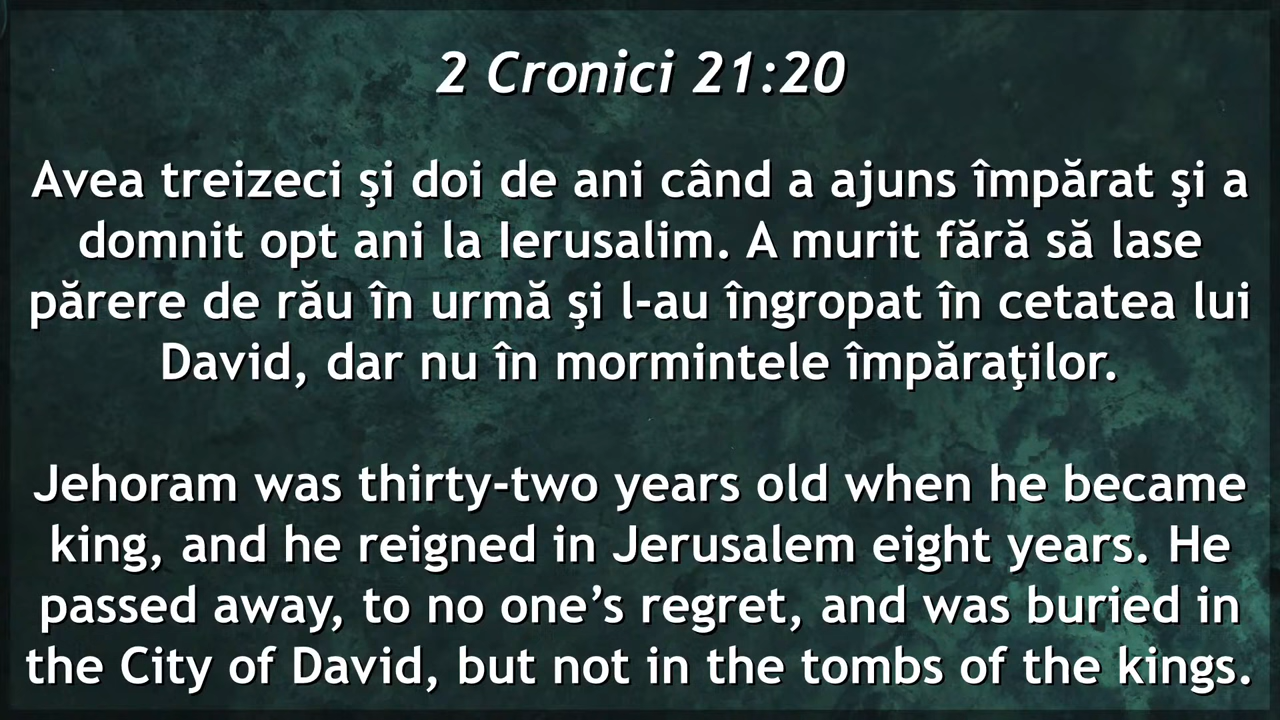 2 Cronici 21:20
Avea treizeci şi doi de ani când a ajuns împărat şi a
domnit opt ani la Ierusalim. A murit fără să lase
părere de rău în urmă şi l-au îngropat în cetatea lui
David, dar nu în mormintele împăraţilor.
Jehoram was thirty-two years old when he became
king, and he reigned in Jerusalem eight years. He
passed away, to no one’s regret, and was buried in
the City of David, but not in the tombs of the kings.